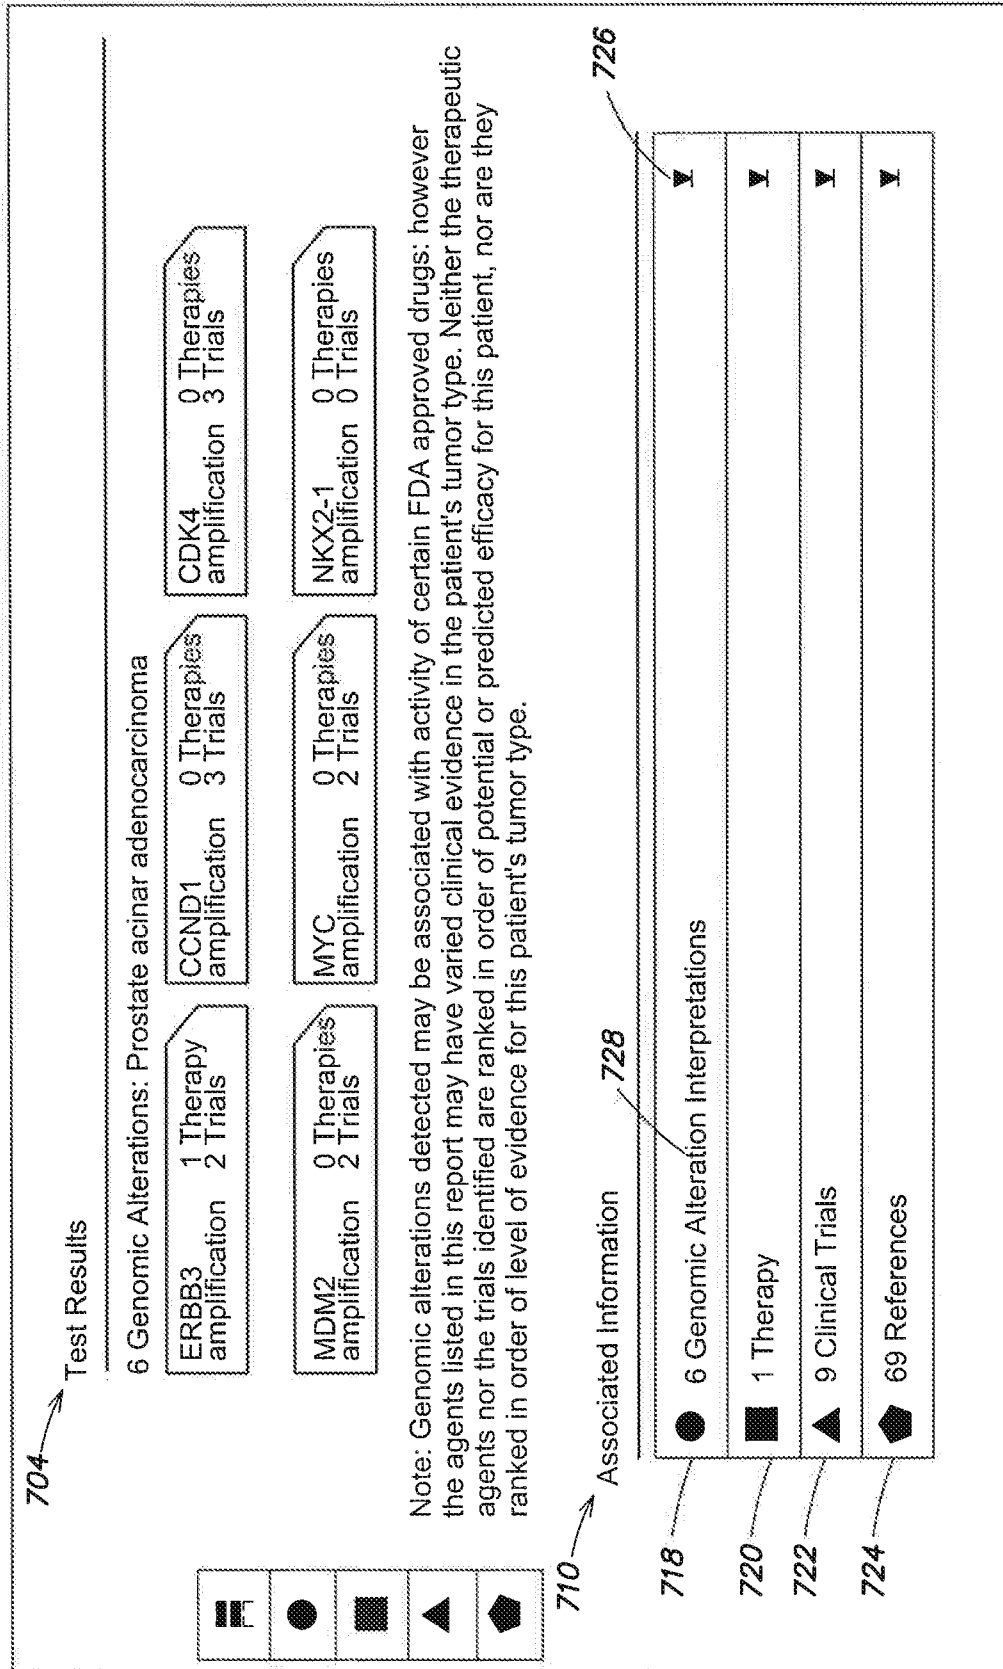 704
Test Results
6 Genomic Alterations: Prostate acinar adenocarcinoma
ERBB3 1 Therapy
amplification 2 Trials
CCND1 0 Therapies
amplification 3 Trials
CDK4 0 Therapies
amplification 3 Trials
MDM2 0 Therapies
amplification 2 Trials
MYC 0 Therapies
amplification 2 Trials
NKX2-1 0 Therapies
amplification 0 Trials
Note: Genomic alterations detected may be associated with activity of certain FDA approved drugs: however
the agents listed in this report may have varied clinical evidence in the patient's tumor type. Neither the therapeutic
agents nor the trials identified are ranked in order of potential or predicted efficacy for this patient, nor are they
ranked in order of level of evidence for this patient's tumor type.
710
Associated Information
728
726
718
6 Genomic Alteration Interpretations
720
1 Therapy
722
9 Clinical Trials
724
69 References